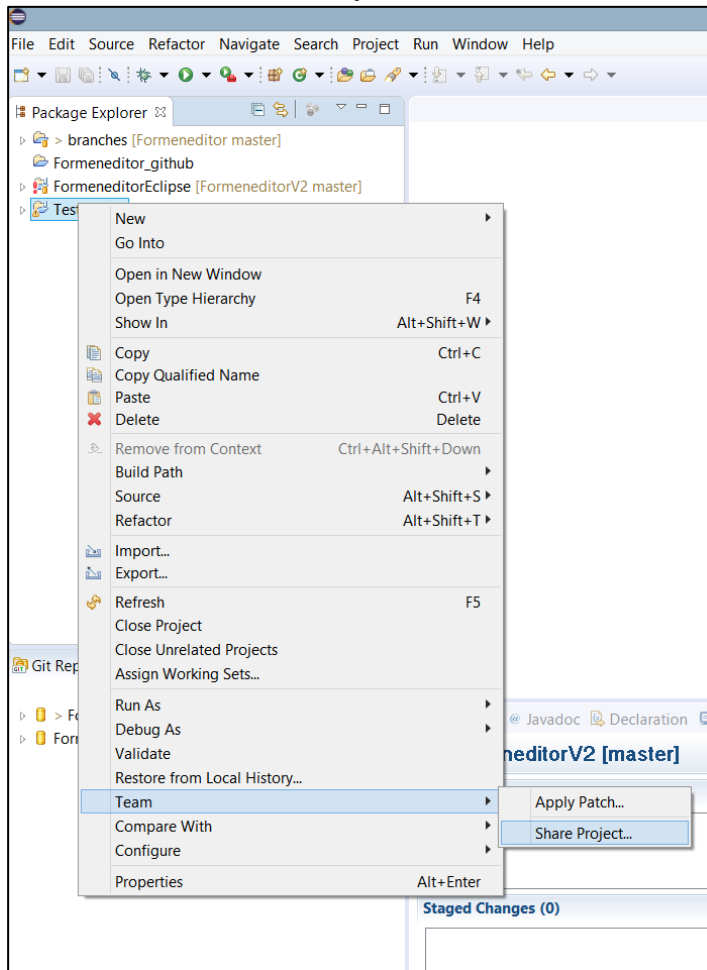 File Edit Source Refactor Navigate Search Project Run Window Help
Package Explorer
> branches [Formeneditor master]
Formeneditor_github
FormeneditorEclipse [FormeneditorV2 master]
Tes
New
Go Into
Open in New Window
Open Type Hierarchy F4
Show In Alt+Shift+W
Copy Ctrl+C
Copy Qualified Name
Paste Ctrl+V
Delete Delete
Remove from Context Ctrl+Alt+Shift+Down
Build Path
Source Alt+Shift+S
Refactor Alt+Shift+T
Import...
Export...
Refresh F5
Close Project
Close Unrelated Projects
Assign Working Sets...
Run As
Debug As
Validate
Restore from Local History...
Team
Compare With
Configure
Properties Alt+Enter
Apply Patch...
Share Project...
GIT Git Rep
> Fo
For
@ Javadoc Declaration
neditorV2 [master]
Staged Changes (0)